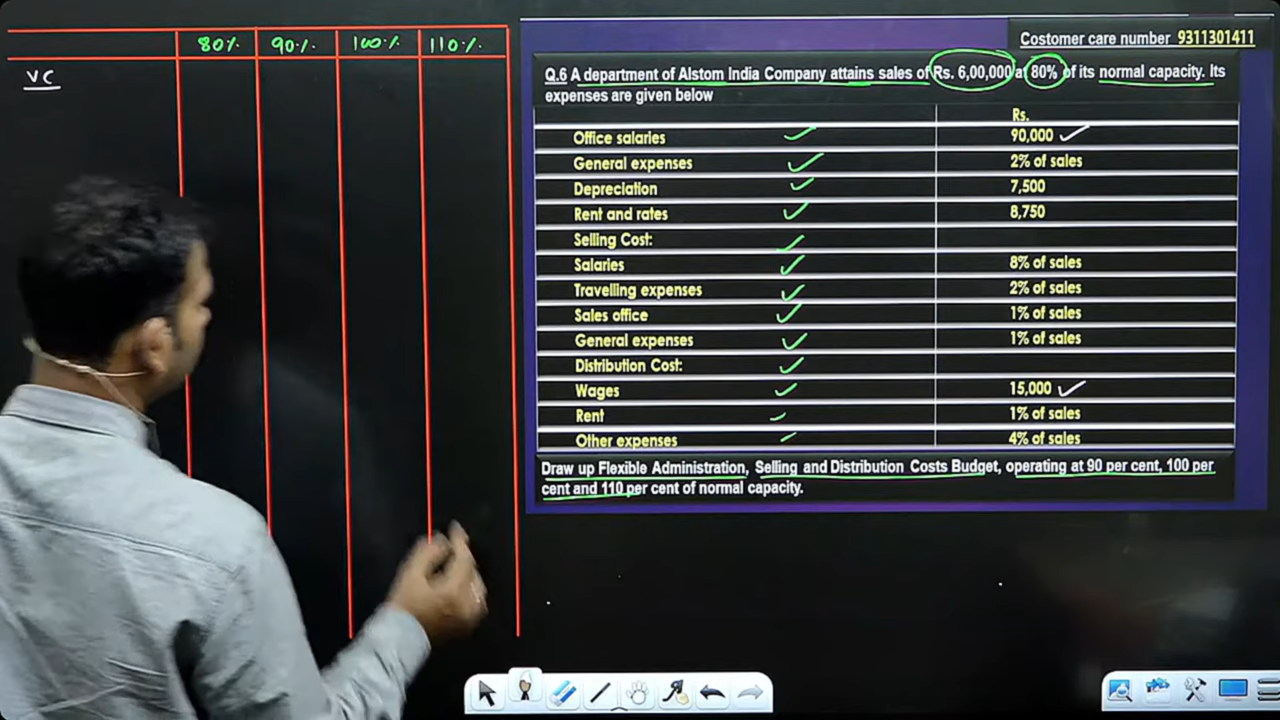 80% 90% 100% 110%
VC
Costomer care number 9311301411
Q.6 A department of Alstom India Company attains sales of Rs. 6,00,000 at 80% of its normal capacity. Its
expenses are given below
Rs.
Office salaries 90,000
General expenses 2% of sales
Depreciation 7,500
Rent and rates 8,750
Selling Cost:
Salaries 8% of sales
Travelling expenses 2% of sales
Sales office 1% of sales
General expenses 1% of sales
Distribution Cost:
Wages 15,000
Rent 1% of sales
Other expenses 4% of sales
Draw up Flexible Administration, Selling and Distribution Costs Budget, operating at 90 per cent, 100 per
cent and 110 per cent of normal capacity.